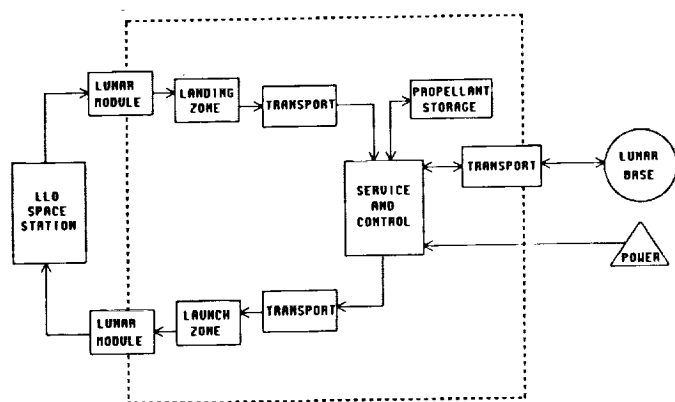 LUNAR
MODULE
LANDING
ZONE
TRANSPORT
PROPELLANT
STORAGE
LLO
SPACE
STATION
SERVICE
AND
CONTROL
TRANSPORT
LUNAR
BASE
POWER
LUNAR
MODULE
LAUNCH
ZONE
TRANSPORT